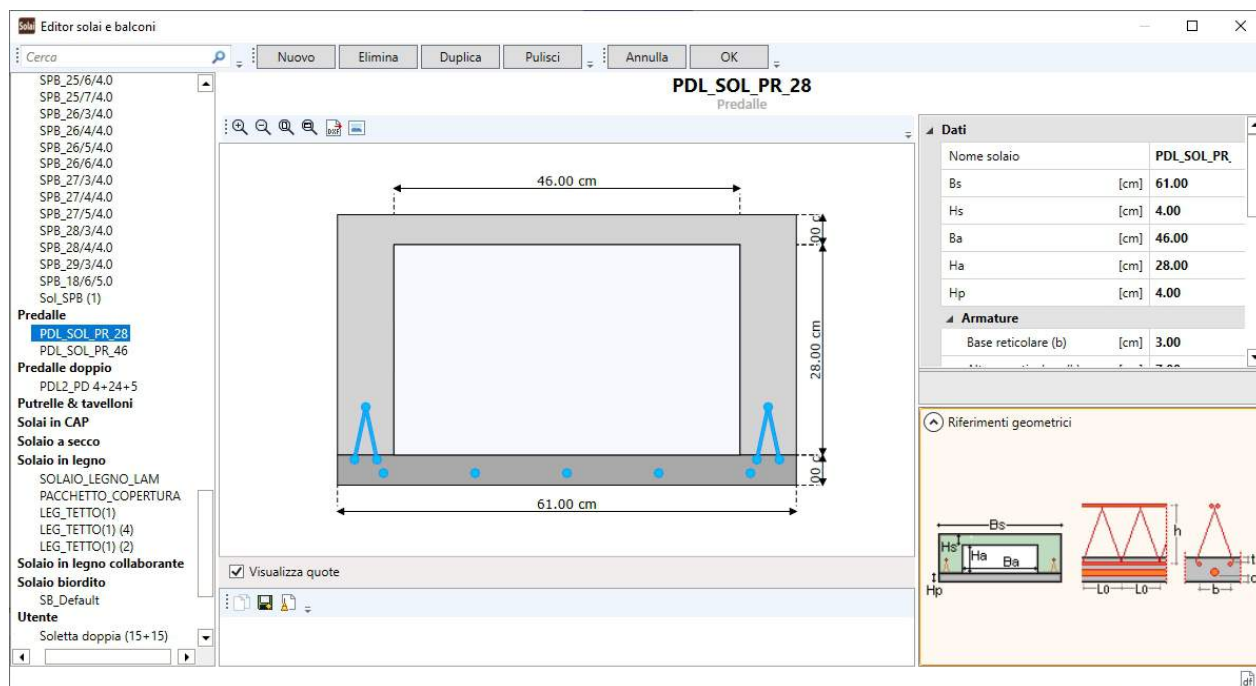 Solai Editor solai e balconi
Cerca Nuovo Elimina Duplica Pulisci Annulla OK
SPB_25/6/4.0
SPB_25/7/4.0
SPB_26/3/4.0
SPB_26/4/4.0
SPB_26/5/4.0
SPB_26/6/4.0
SPB_27/3/4.0
SPB_27/4/4.0
SPB_27/5/4.0
SPB_28/3/4.0
SPB_28/4/4.0
SPB_29/3/4.0
SPB_18/6/5.0
Sol_SPB (1)
Predalle
PDL_SOL_PR_28
PDL_SOL_PR_46
Predalle doppio
PDL2_PD 4+24+5
Putrelle & tavelloni
Solai in CAP
Solaio a secco
Solaio in legno
SOLAIO_LEGNO_LAM
PACCHETTO_COPERTURA
LEG_TETTO(1)
LEG_TETTO(1) (4)
LEG_TETTO(1) (2)
Solaio in legno collaborante
Solaio biordito
SB_Default
Utente
Soletta doppia (15+15)
PDL_SOL_PR_28
Predalle
DXF
46.00 cm
28.00 cm
61.00 cm
Visualizza quote
Dati
Nome solaio PDL_SOL_PR_
Bs [cm] 61.00
Hs [cm] 4.00
Ba [cm] 46.00
Ha [cm] 28.00
Hp [cm] 4.00
Armature
Base reticolare (b) [cm] 3.00
Riferimenti geometrici
Bs
Hs
Ha
Ba
Hp
h
L0 L0
b
t